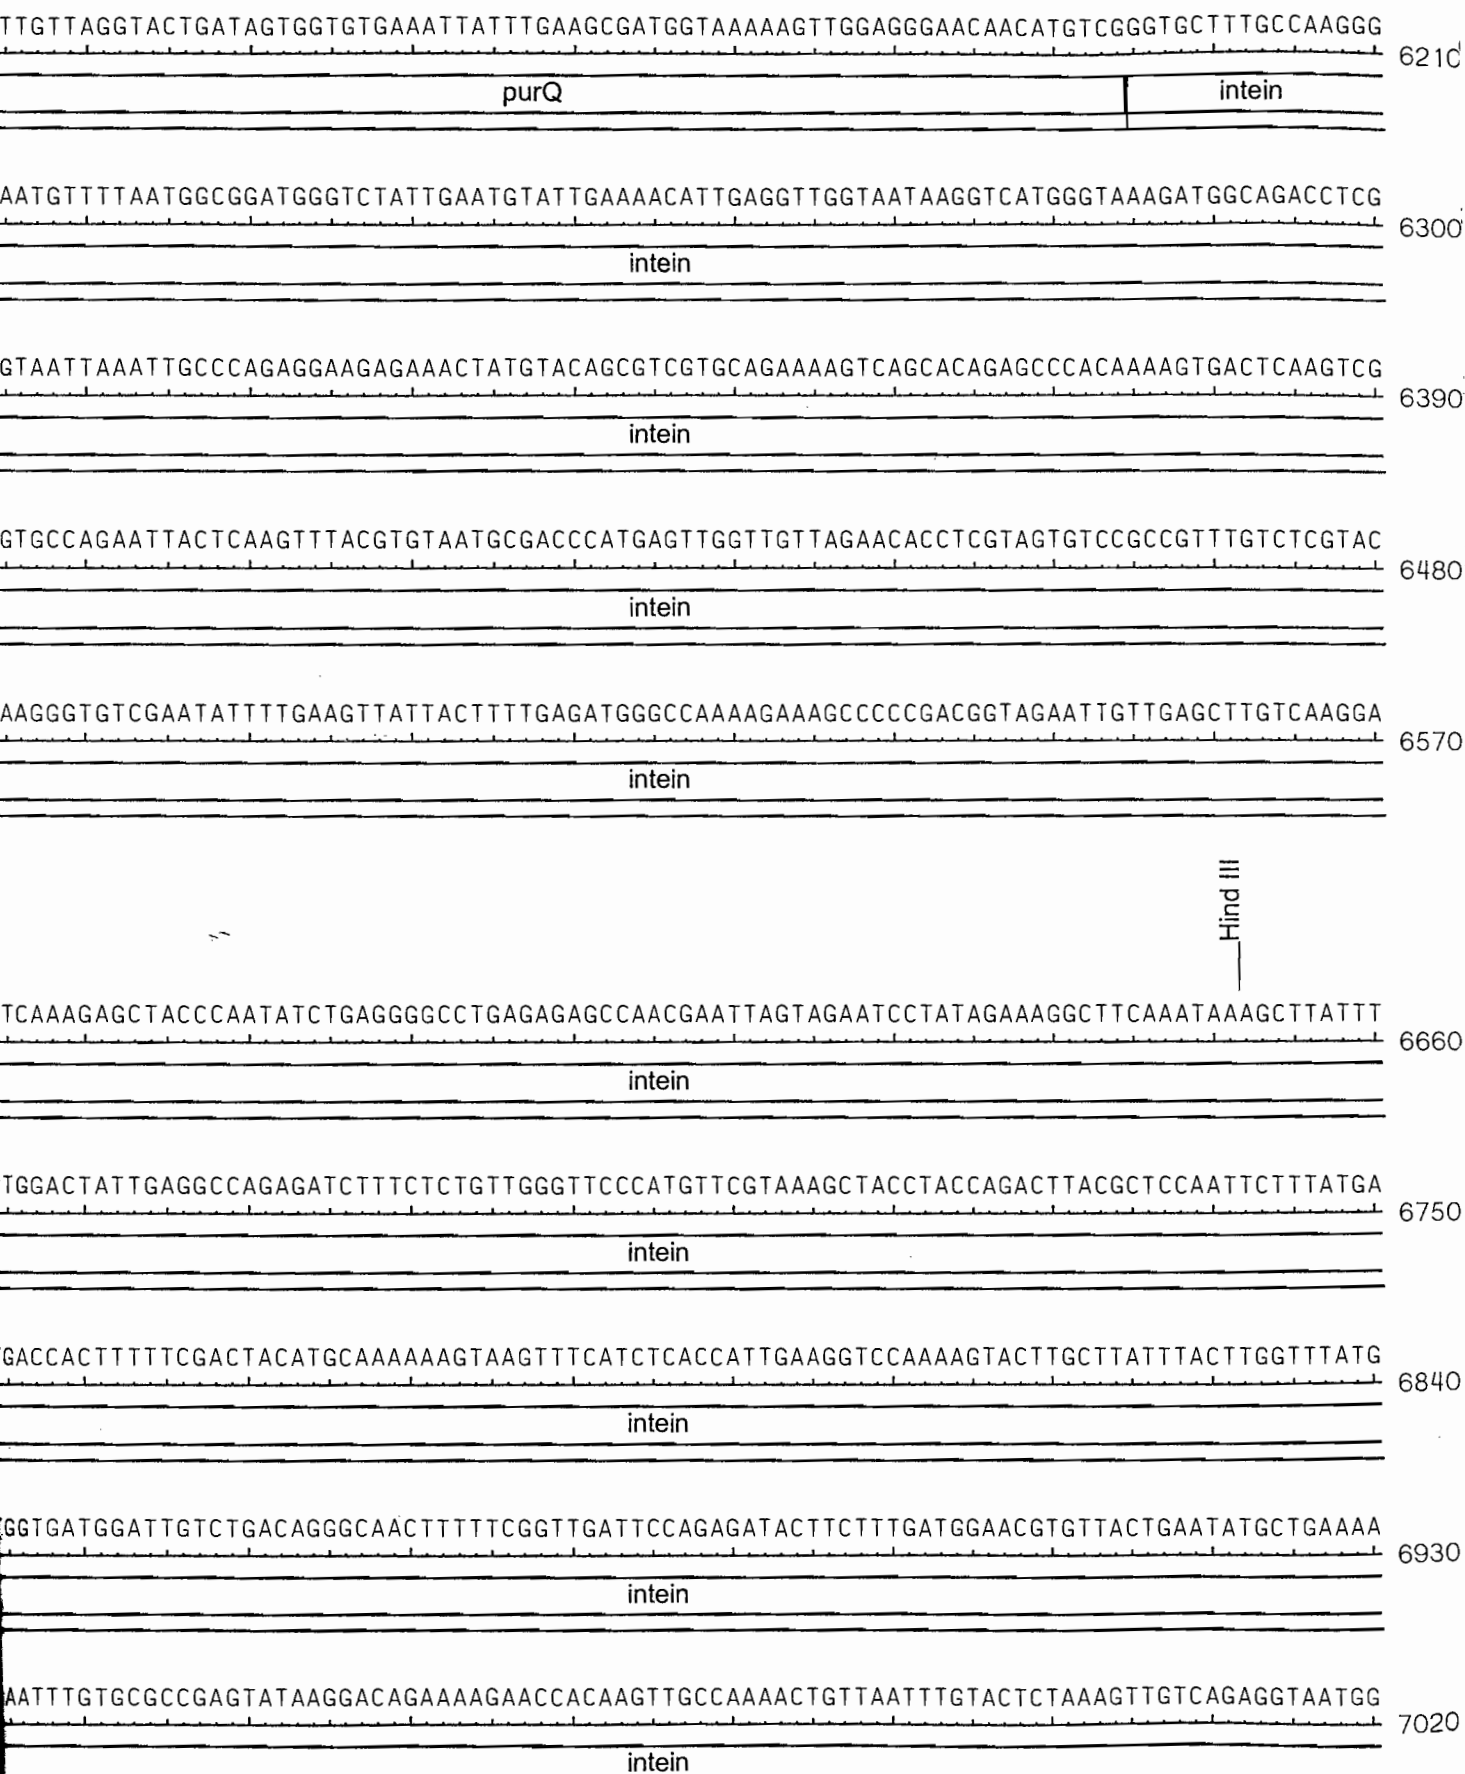 TTGTTAGGTACTGATAGTGGTGTGAAATTATTTGAAGCGATGGTAAAAAGTTGGAGGGAACAACATGTCGGGTGCTTTGCCAAGGG
6210
purQ intein
AATGTTTTAATGGCGGATGGGTCTATTGAATGTATTGAAAACATTGAGGTTGGTAATAAGGTCATGGGTAAAGATGGCAGACCTCG
6300
intein
GTAATTAAATTGCCCAGAGGAAGAGAAACTATGTACAGCGTCGTGCAGAAAAGTCAGCACAGAGCCCACAAAAGTGACTCAAGTCG
6390
intein
GTGCCAGAATTACTCAAGTTTACGTGTAATGCGACCCATGAGTTGGTTGTTAGAACACCTCGTAGTGTCCGCCGTTTGTCTCGTAC
6480
intein
AAGGGTGTCGAATATTTTGAAGTTATTACTTTTGAGATGGGCCAAAAGAAAGCCCCCGACGGTAGAATTGTTGAGCTTGTCAAGGA
6570
intein
Hind III
TCAAAGAGCTACCCAATATCTGAGGGGCCTGAGAGAGCCAACGAATTAGTAGAATCCTATAGAAAGGCTTCAAATAAAGCTTATTT
6660
intein
TGGACTATTGAGGCCAGAGATCTTTCTCTGTTGGGTTCCCATGTTCGTAAAGCTACCTACCAGACTTACGCTCCAATTCTTTATGA
6750
intein
GACCACTTTTTCGACTACATGCAAAAAAGTAAGTTTCATCTCACCATTGAAGGTCCAAAAGTACTTGCTTATTTACTTGGTTTATG
6840
intein
GGTGATGGATTGTCTGACAGGGCAACTTTTTCGGTTGATTCCAGAGATACTTCTTTGATGGAACGTGTTACTGAATATGCTGAAAA
6930
intein
AATTTGTGCGCCGAGTATAAGGACAGAAAAGAACCACAAGTTGCCAAAACTGTTAATTTGTACTCTAAAGTTGTCAGAGGTAATGG
7020
intein